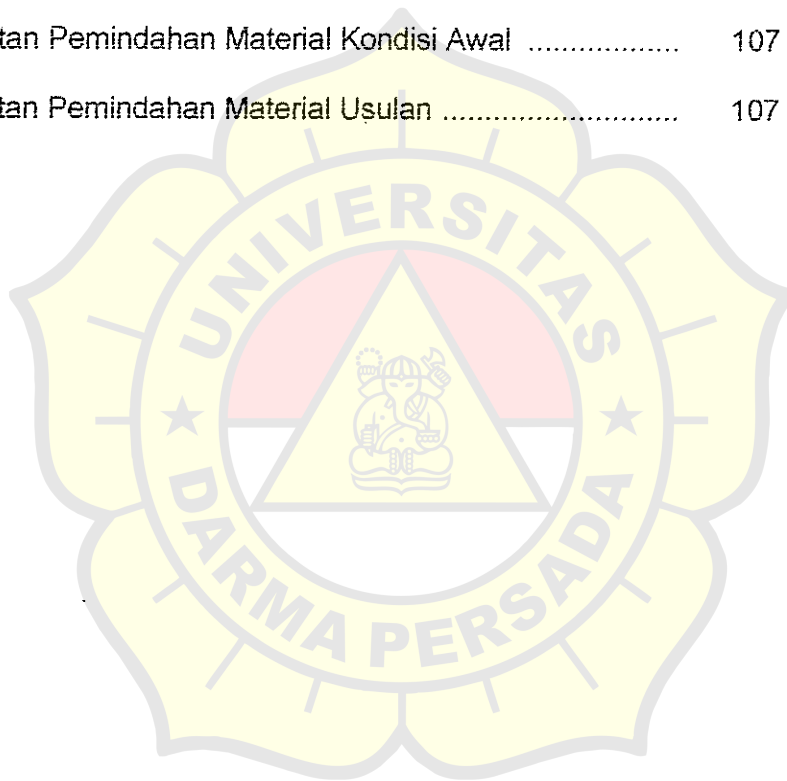 tan Pemindahan Material Kondisi Awal .................. 107
tan Pemindahan Material Usulan ........................... 107
UNIVERSITAS
DARMA PERSADA